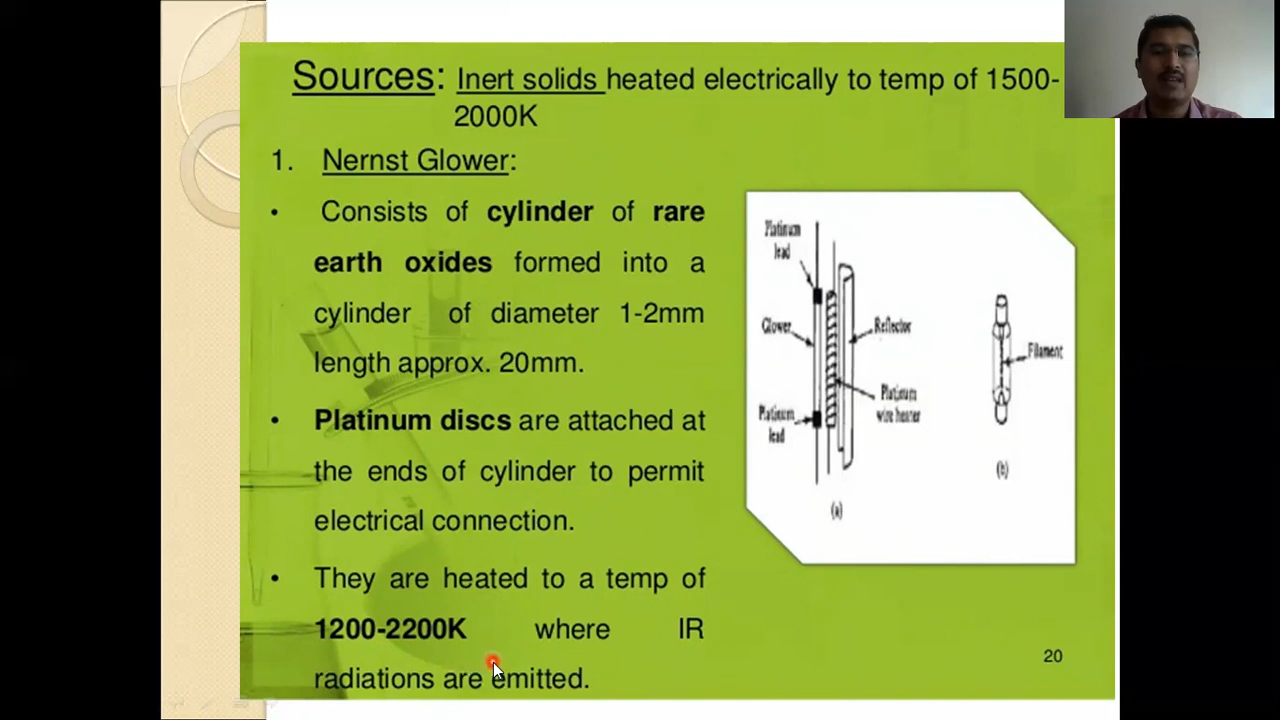 Sources: Inert solids heated electrically to temp of 1500-
2000K
1. Nernst Glower:
• Consists of cylinder of rare
earth oxides formed into a
cylinder of diameter 1-2mm
length approx. 20mm.
• Platinum discs are attached at
the ends of cylinder to permit
electrical connection.
• They are heated to a temp of
1200-2200K where IR
radiations are emitted.
Platinum
lead
Glower
Reflector
Platinum
wire heater
Platinum
lead
(a)
Filament
(b)
20